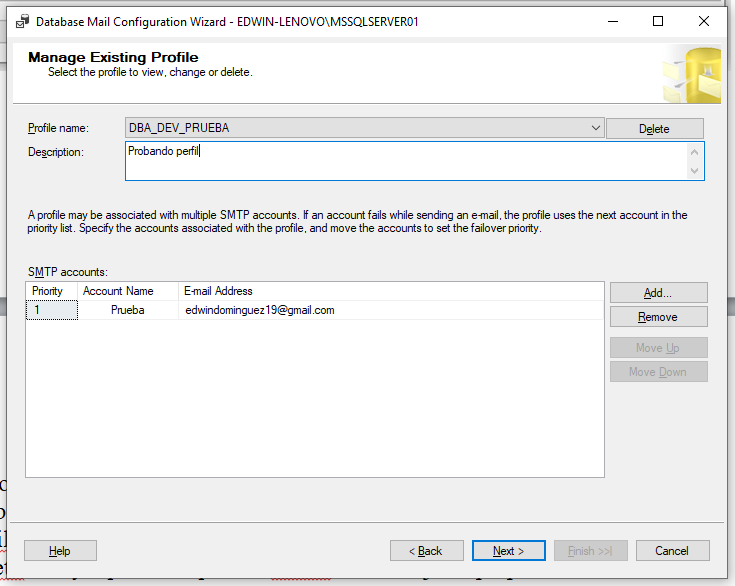 Database Mail Configuration Wizard - EDWIN-LENOVO\MSSQLSERVER01
Manage Existing Profile
Select the profile to view, change or delete.
Profile name:
DBA_DEV_PRUEBA
Delete
Description:
Probando perfil
A profile may be associated with multiple SMTP accounts. If an account fails while sending an e-mail, the profile uses the next account in the
priority list. Specify the accounts associated with the profile, and move the accounts to set the failover priority.
SMTP accounts:
Priority Account Name E-mail Address
1 Prueba edwindominguez19@gmail.com
Add...
Remove
Move Up
Move Down
Help
< Back
Next >
Finish >>|
Cancel